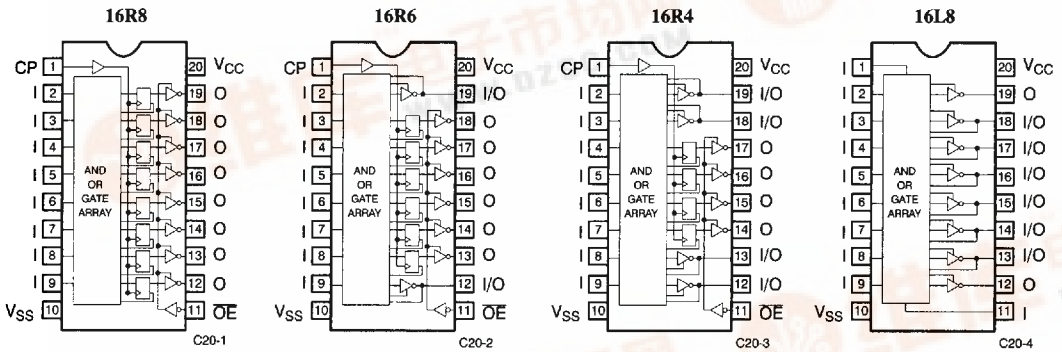 16R8
CP 1 20 VCC
I 2 19 O
I 3 18 O
I 4 17 O
I 5 16 O
I 6 15 O
I 7 14 O
I 8 13 O
I 9 12 O
VSS 10 11 OE
AND
OR
GATE
ARRAY
C20-1
16R6
CP 1 20 VCC
I 2 19 I/O
I 3 18 O
I 4 17 O
I 5 16 O
I 6 15 O
I 7 14 O
I 8 13 O
I 9 12 I/O
VSS 10 11 OE
AND
OR
GATE
ARRAY
C20-2
16R4
CP 1 20 VCC
I 2 19 I/O
I 3 18 I/O
I 4 17 O
I 5 16 O
I 6 15 O
I 7 14 O
I 8 13 I/O
I 9 12 I/O
VSS 10 11 OE
AND
OR
GATE
ARRAY
C20-3
16L8
I 1 20 VCC
I 2 19 O
I 3 18 I/O
I 4 17 I/O
I 5 16 I/O
I 6 15 I/O
I 7 14 I/O
I 8 13 I/O
I 9 12 O
VSS 10 11 I
AND
OR
GATE
ARRAY
C20-4